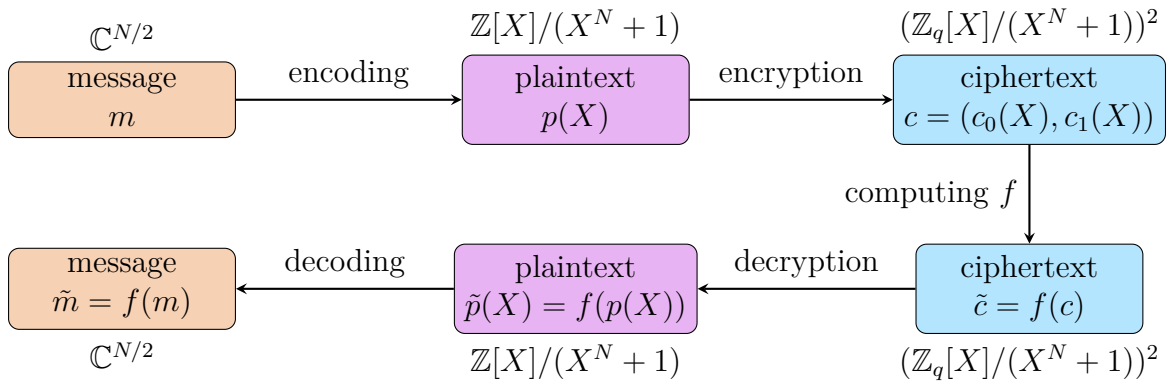 ℂ^{N/2}
ℤ[X]/(X^N + 1)
(ℤ_q[X]/(X^N + 1))^2
message
m
encoding
plaintext
p(X)
encryption
ciphertext
c = (c_0(X), c_1(X))
computing f
message
m̃ = f(m)
decoding
plaintext
p̃(X) = f(p(X))
decryption
ciphertext
c̃ = f(c)
ℂ^{N/2}
ℤ[X]/(X^N + 1)
(ℤ_q[X]/(X^N + 1))^2